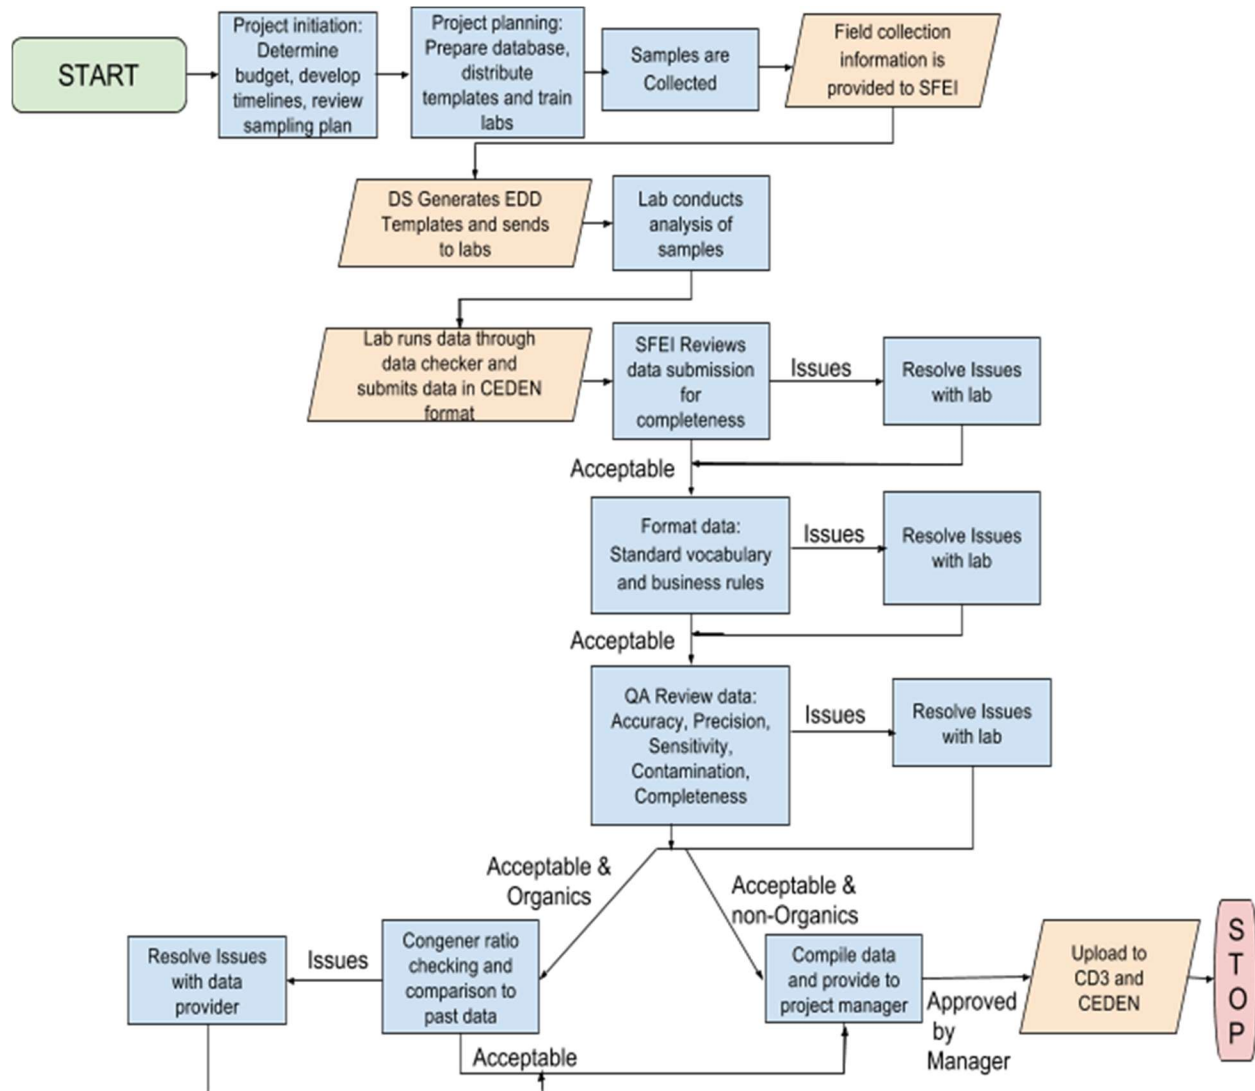 START
Project initiation:
Determine
budget, develop
timelines, review
sampling plan
Project planning:
Prepare database,
distribute
templates and train
labs
Samples are
Collected
Field collection
information is
provided to SFEI
DS Generates EDD
Templates and sends
to labs
Lab conducts
analysis of
samples
Lab runs data through
data checker and
submits data in CEDEN
format
SFEI Reviews
data submission
for
completeness
Issues
Resolve Issues
with lab
Acceptable
Format data:
Standard vocabulary
and business rules
Issues
Resolve Issues
with lab
Acceptable
QA Review data:
Accuracy, Precision,
Sensitivity,
Contamination,
Completeness
Issues
Resolve Issues
with lab
Acceptable &
Organics
Acceptable &
non-Organics
Resolve Issues
with data
provider
Issues
Congener ratio
checking and
comparison to
past data
Acceptable
Compile data
and provide to
project manager
Approved
by
Manager
Upload to
CD3 and
CEDEN
S
T
O
P